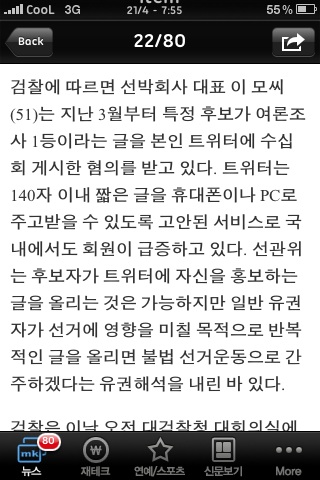 CooL 3G 21/4 - 7:55 55 %
Back 22/80
검찰에 따르면 선박회사 대표 이 모씨
(51)는 지난 3월부터 특정 후보가 여론조
사 1등이라는 글을 본인 트위터에 수십
회 게시한 혐의를 받고 있다. 트위터는
140자 이내 짧은 글을 휴대폰이나 PC로
주고받을 수 있도록 고안된 서비스로 국
내에서도 회원이 급증하고 있다. 선관위
는 후보자가 트위터에 자신을 홍보하는
글을 올리는 것은 가능하지만 일반 유권
자가 선거에 영향을 미칠 목적으로 반복
적인 글을 올리면 불법 선거운동으로 간
주하겠다는 유권해석을 내린 바 있다.
검찰은 이날 오전 대검찰청 대회의실에
mk 80 ₩
뉴스 재테크 연예/스포츠 신문보기 More